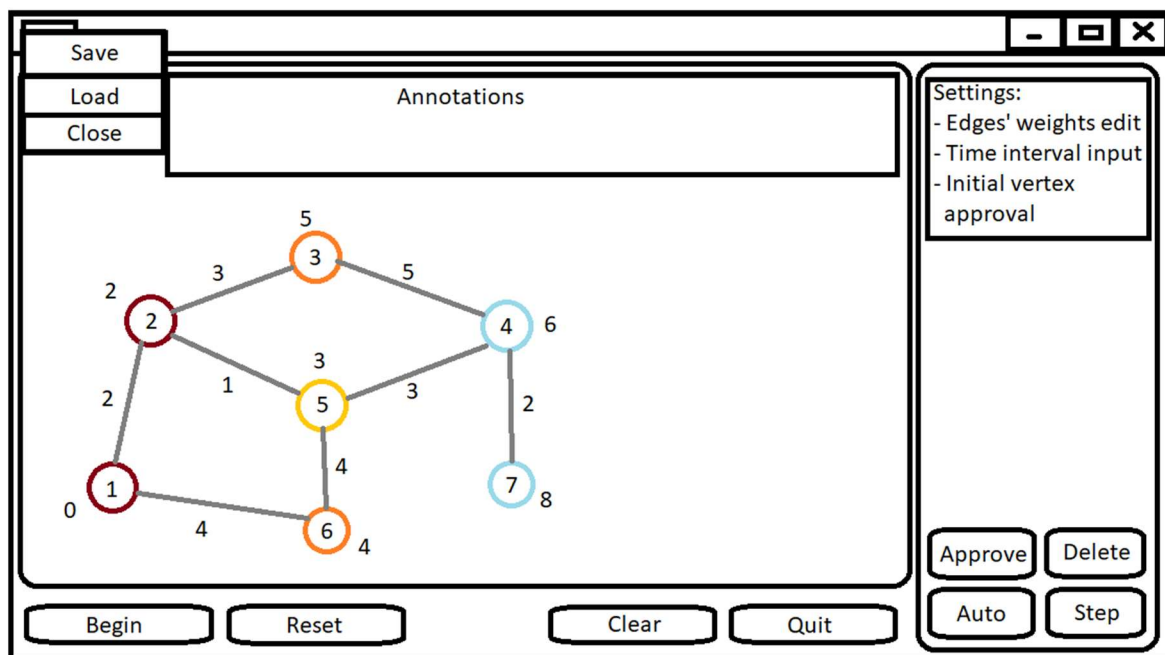 Save
Load
Close
Annotations
Settings:
- Edges' weights edit
- Time interval input
- Initial vertex
approval
5
3
3
5
2
2
4
6
3
1
5
3
2
2
4
1
7
0
8
4
6
4
Approve
Delete
Auto
Step
Begin
Reset
Clear
Quit